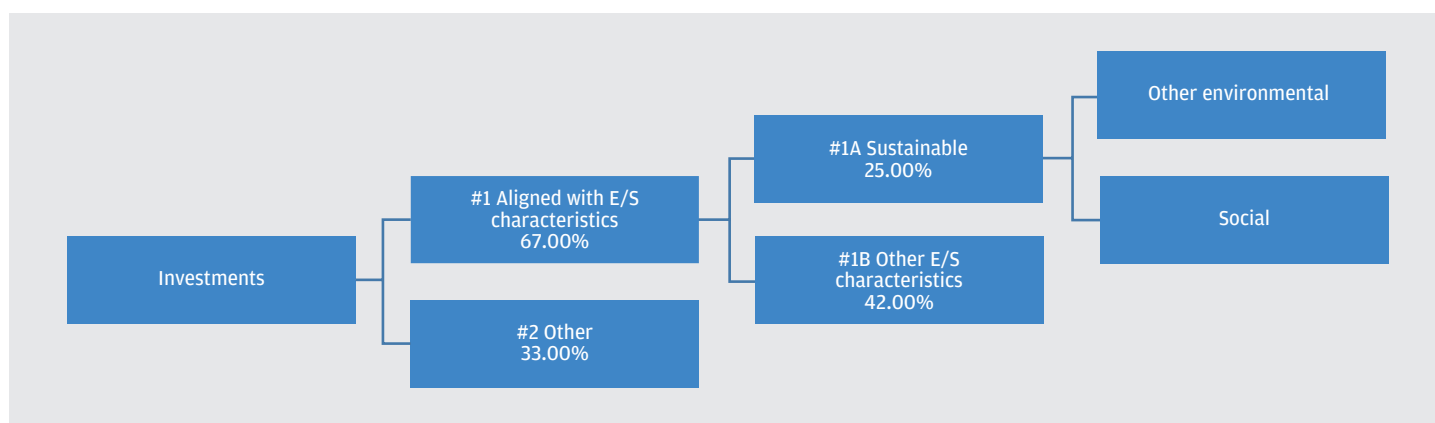 Investments
#1 Aligned with E/S
characteristics
67.00%
#2 Other
33.00%
#1A Sustainable
25.00%
#1B Other E/S
characteristics
42.00%
Other environmental
Social